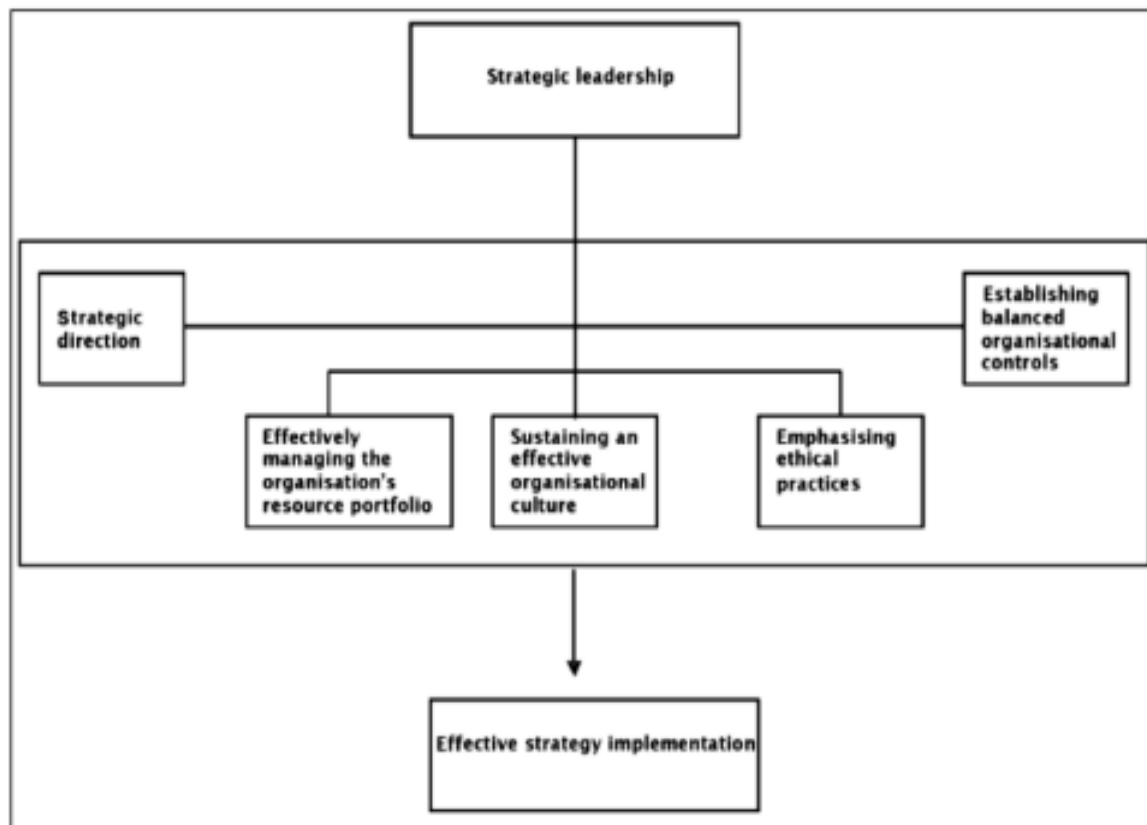 Strategic leadership
Strategic
direction
Establishing
balanced
organisational
controls
Effectively
managing the
organisation's
resource portfolio
Sustaining an
effective
organisational
culture
Emphasising
ethical
practices
Effective strategy implementation